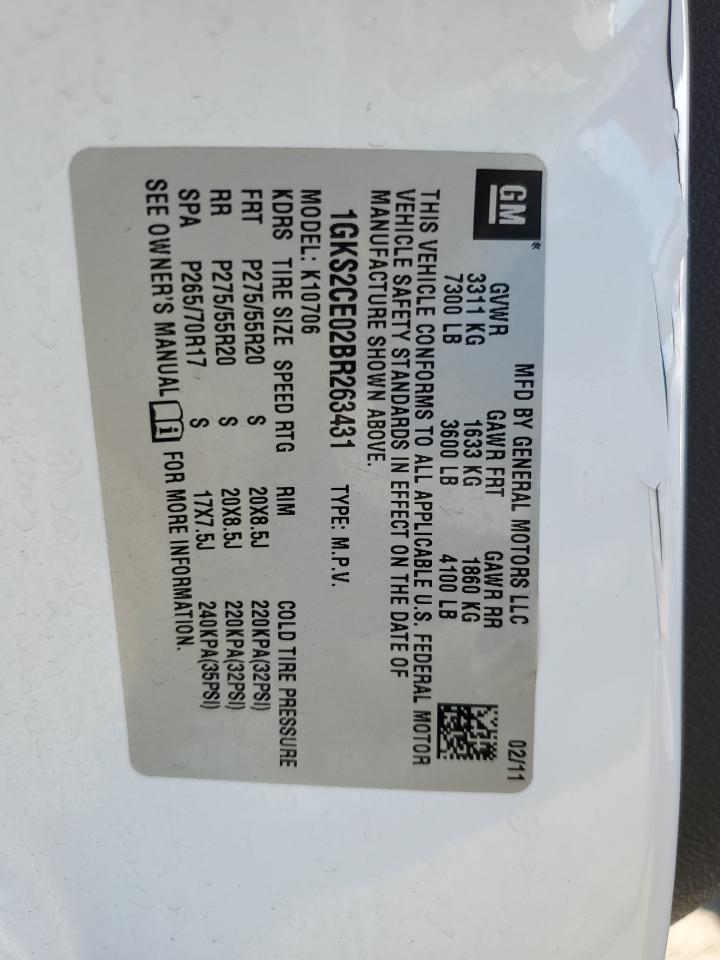 GM®
MFD BY GENERAL MOTORS LLC 02/11
GVWR GAWR FRT GAWR RR
3311 KG 1633 KG 1860 KG
7300 LB 3600 LB 4100 LB
THIS VEHICLE CONFORMS TO ALL APPLICABLE U.S. FEDERAL MOTOR
VEHICLE SAFETY STANDARDS IN EFFECT ON THE DATE OF
MANUFACTURE SHOWN ABOVE.
1GKS2CE02BR263431 TYPE: M.P.V.
MODEL: K10706
KDRS TIRE SIZE SPEED RTG RIM COLD TIRE PRESSURE
FRT P275/55R20 S 20X8.5J 220KPA(32PSI)
RR P275/55R20 S 20X8.5J 220KPA(32PSI)
SPA P265/70R17 S 17X7.5J 240KPA(35PSI)
SEE OWNER'S MANUAL i FOR MORE INFORMATION.